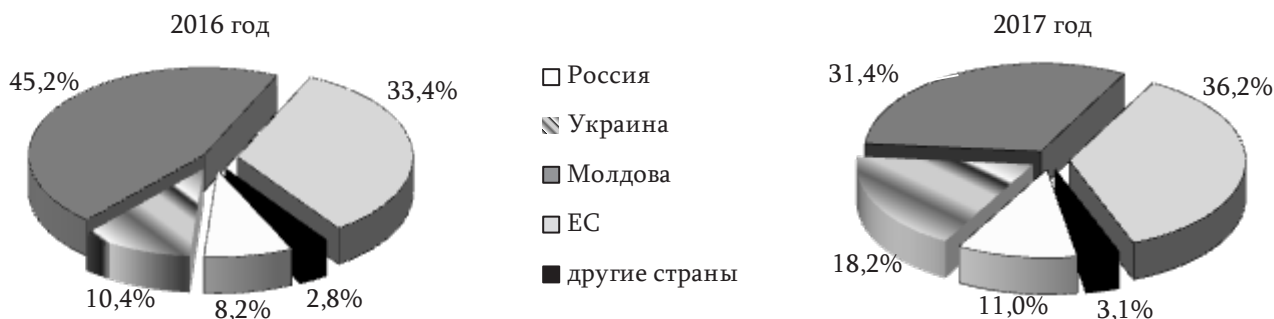 2016 год
45,2%
33,4%
10,4%
8,2%
2,8%
Россия
Украина
Молдова
ЕС
другие страны
2017 год
31,4%
36,2%
18,2%
11,0%
3,1%